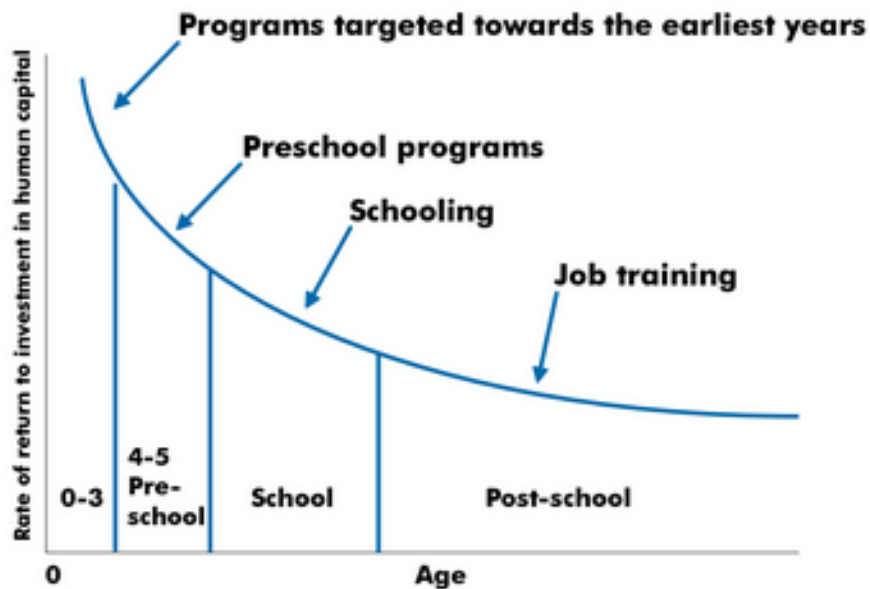 Programs targeted towards the earliest years
Rate of return to investment in human capital
Preschool programs
Schooling
Job training
0-3
4-5
Pre-
school
School
Post-school
0
Age